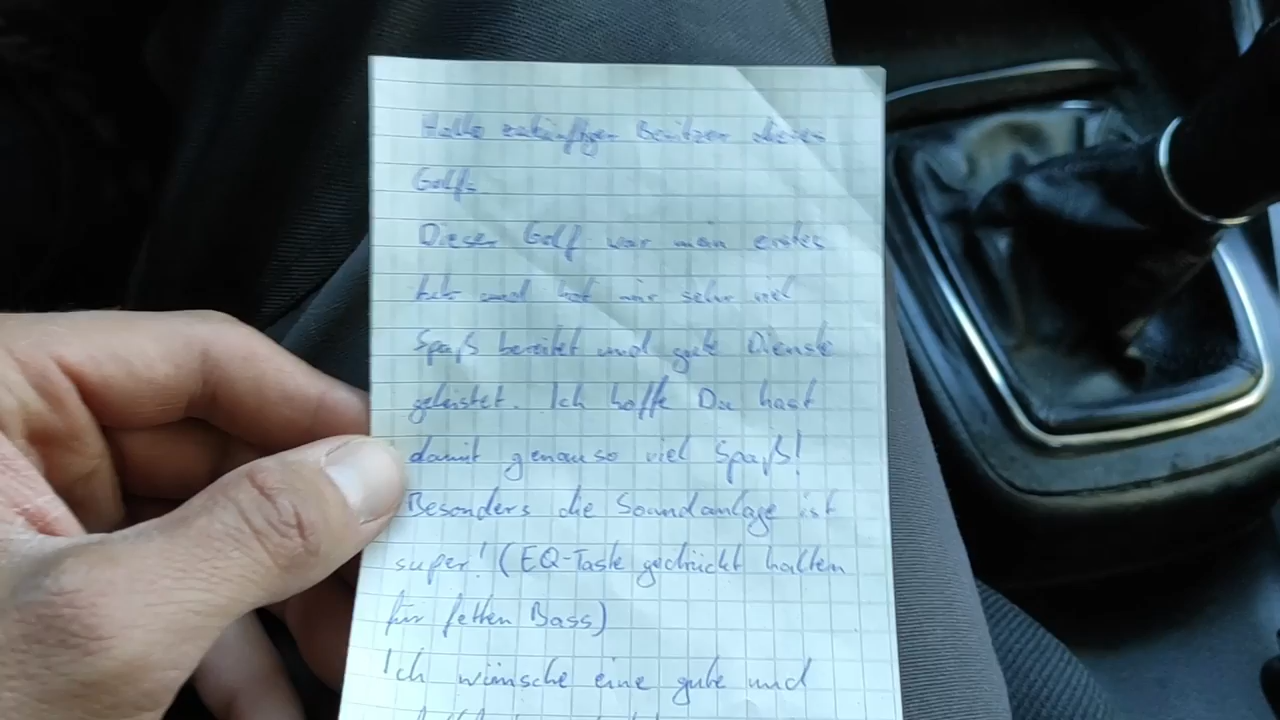 Hallo zukünftiger Besitzer dieses
Golfs
Dieser Golf war mein erstes
Auto und hat mir sehr viel
Spaß bereitet und gute Dienste
geleistet. Ich hoffe Du hast
damit genauso viel Spaß!
Besonders die Soundanlage ist
super! (EQ-Taste gedrückt halten
für fetten Bass)
Ich wünsche eine gute und